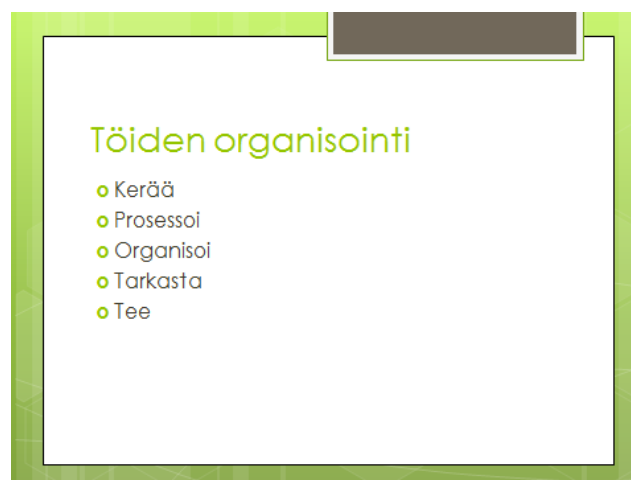 Töiden organisointi
Kerää
Prosessoi
Organisoi
Tarkasta
Tee